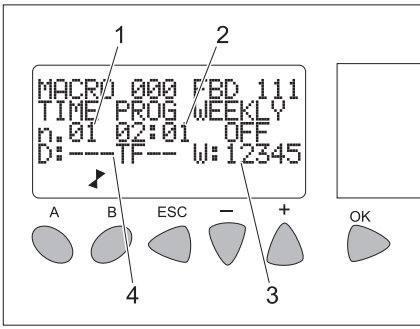 1 2
MACRO 000 FBD 111
TIME PROG WEEKLY
n:01 02:01 OFF
D:---TF-- W:12345
A B ESC – + OK
4 3